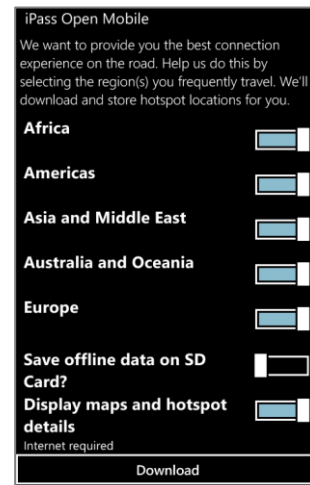 iPass Open Mobile
We want to provide you the best connection
experience on the road. Help us do this by
selecting the region(s) you frequently travel. We'll
download and store hotspot locations for you.
Africa
Americas
Asia and Middle East
Australia and Oceania
Europe
Save offline data on SD
Card?
Display maps and hotspot
details
Internet required
Download